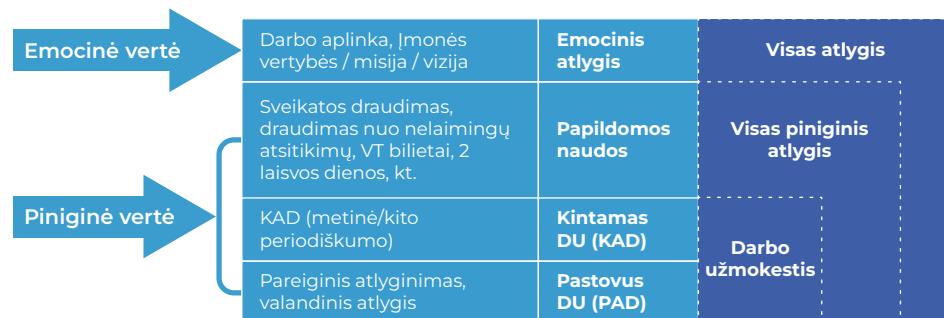 Emocinė vertė
Darbo aplinka, Įmonės
vertybės / misija / vizija
Emocinis
atlygis
Visas atlygis
Sveikatos draudimas,
draudimas nuo nelaimingų
atsitikimų, VT bilietai, 2
laisvos dienos, kt.
Papildomos
naudos
Visas piniginis
atlygis
Piniginė vertė
KAD (metinė/kito
periodiškumo)
Kintamas
DU (KAD)
Darbo
užmokestis
Pareiginis atlyginimas,
valandinis atlygis
Pastovus
DU (PAD)